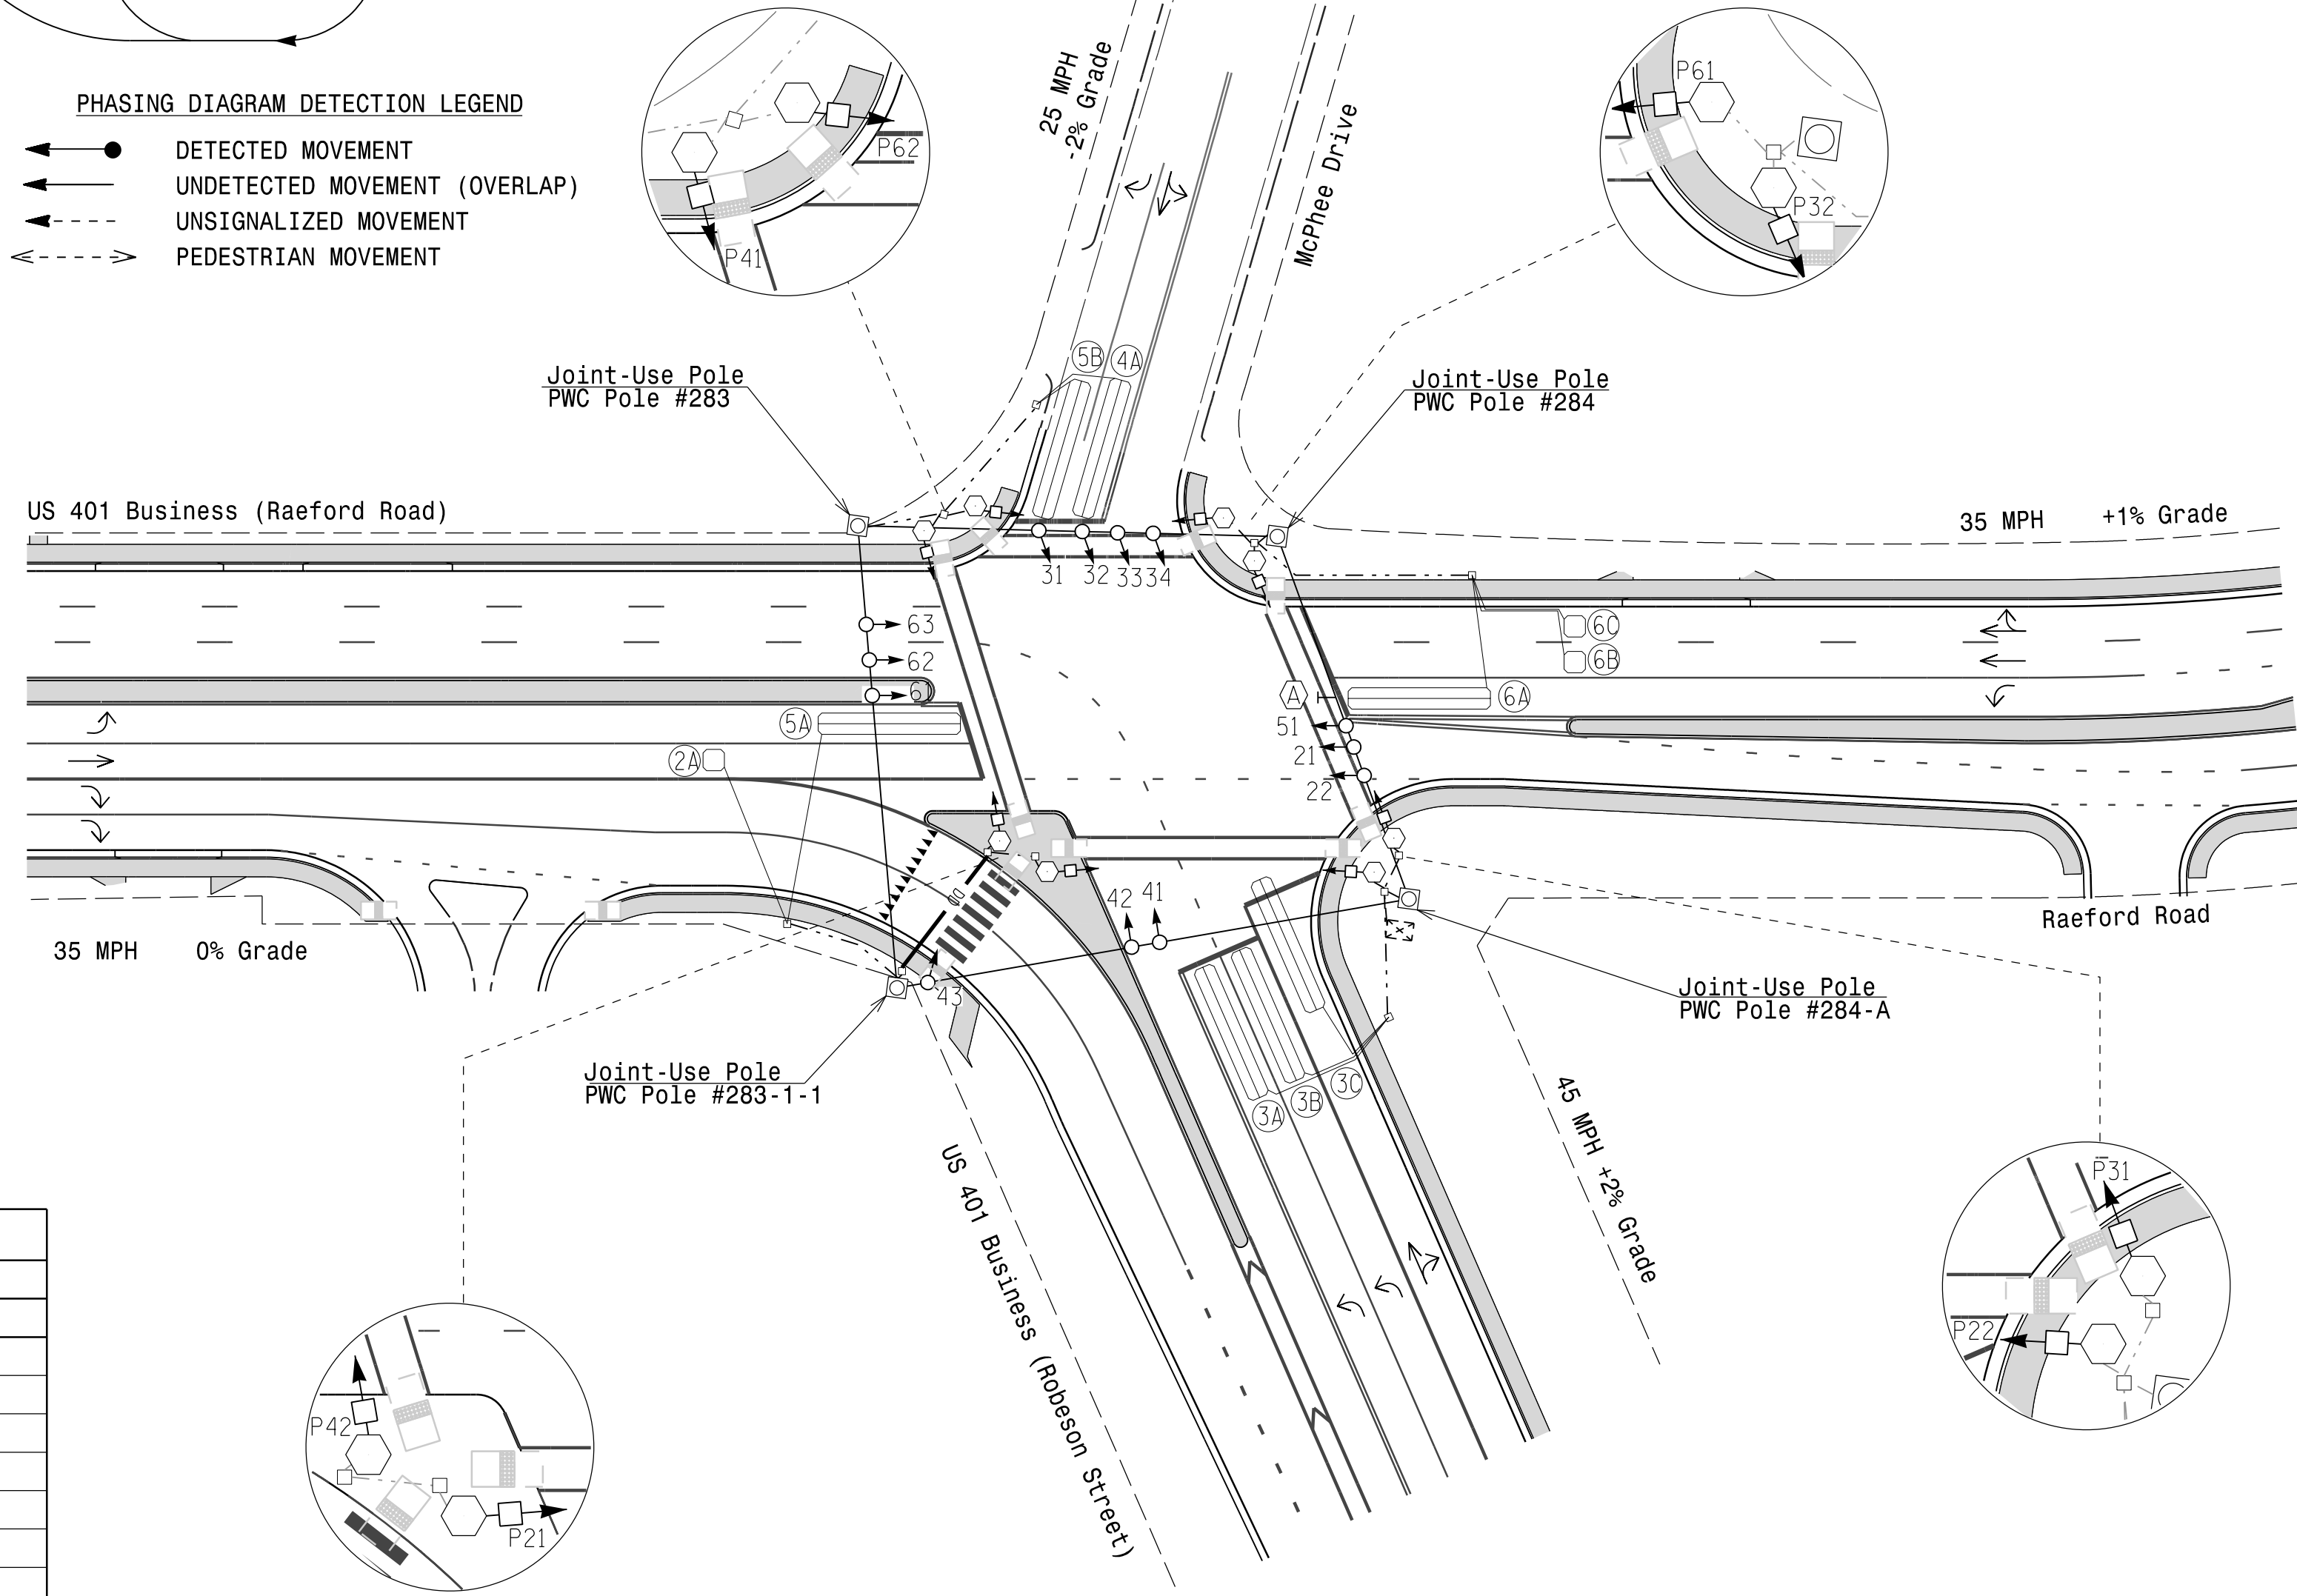 PHASING DIAGRAM DETECTION LEGEND
DETECTED MOVEMENT
UNDETECTED MOVEMENT (OVERLAP)
UNSIGNALIZED MOVEMENT
PEDESTRIAN MOVEMENT
P62
P41
25 MPH
-2% Grade
McPhee Drive
P61
P32
5B
4A
Joint-Use Pole
PWC Pole #283
Joint-Use Pole
PWC Pole #284
US 401 Business (Raeford Road)
35 MPH
+1% Grade
31
32
33
34
63
62
6C
6B
6A
A
5A
51
21
2A
22
42
41
43
35 MPH
0% Grade
Raeford Road
Joint-Use Pole
PWC Pole #284-A
Joint-Use Pole
PWC Pole #283-1-1
3A
3B
3C
45 MPH +2% Grade
US 401 Business (Robeson Street)
P31
P22
P42
P21